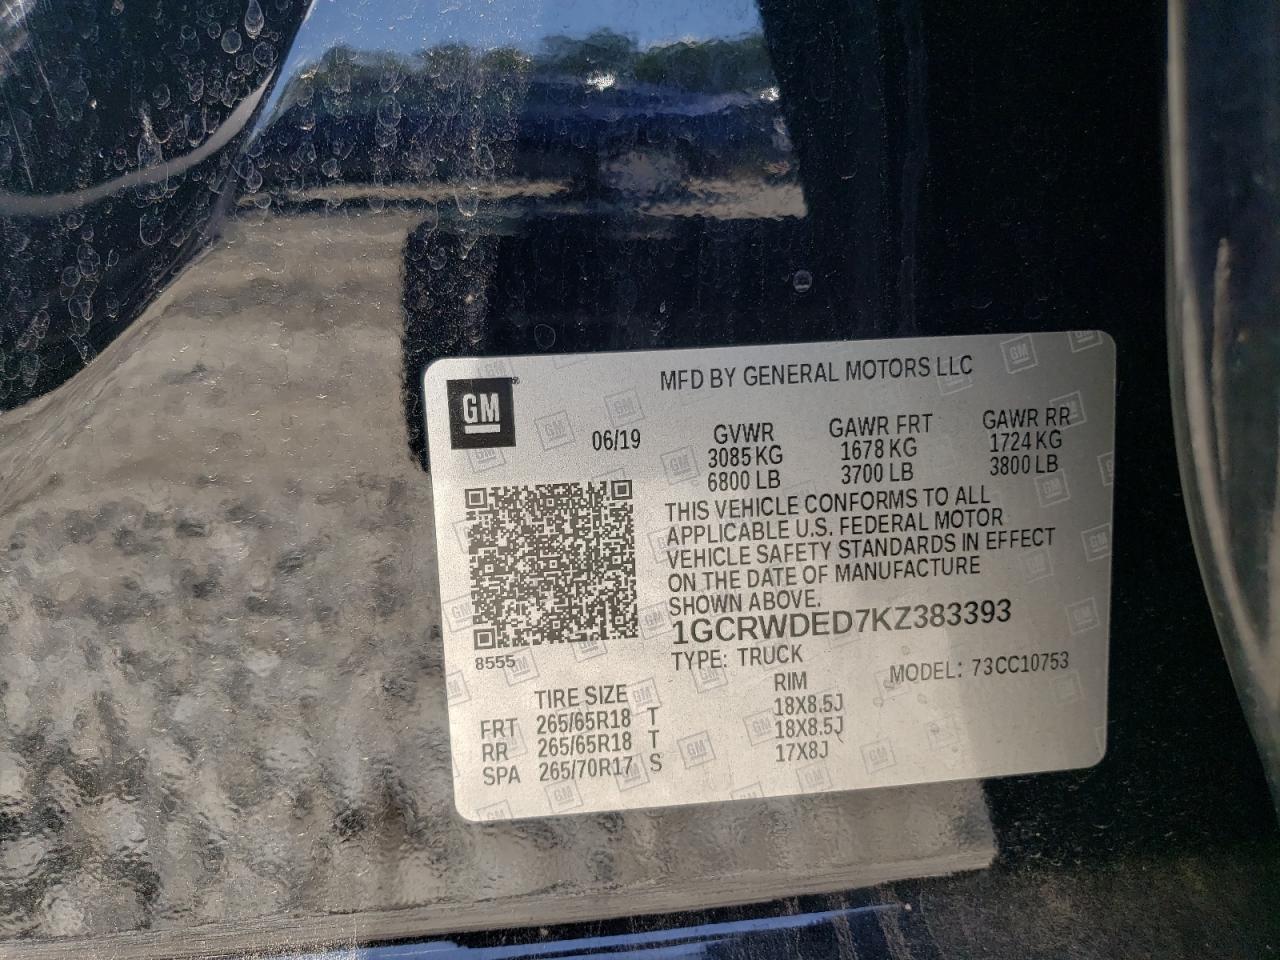 MFD BY GENERAL MOTORS LLC
GM
06/19
GVWR GAWR FRT GAWR RR
3085 KG 1678 KG 1724 KG
6800 LB 3700 LB 3800 LB
THIS VEHICLE CONFORMS TO ALL
APPLICABLE U.S. FEDERAL MOTOR
VEHICLE SAFETY STANDARDS IN EFFECT
ON THE DATE OF MANUFACTURE
SHOWN ABOVE.
1GCRWDED7KZ383393
8555
TYPE: TRUCK MODEL: 73CC10753
TIRE SIZE RIM
FRT 265/65R18 T 18X8.5J
RR 265/65R18 T 18X8.5J
SPA 265/70R17 S 17X8J